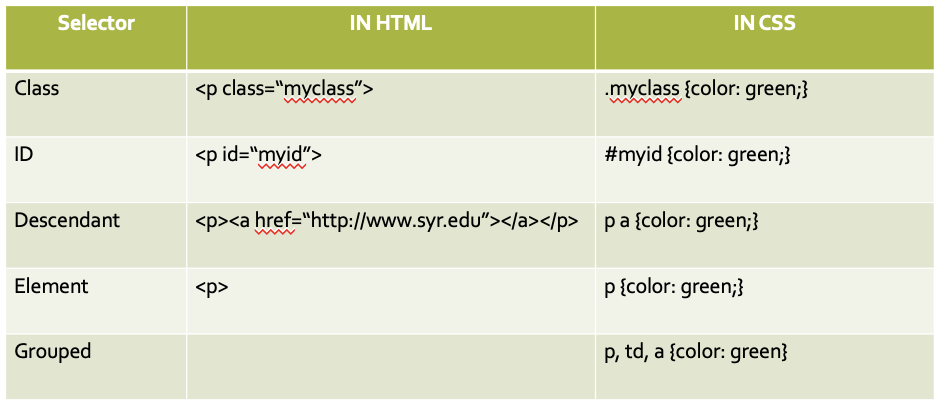 Selector IN HTML IN CSS
Class <p class=“myclass”> .myclass {color: green;}
ID <p id=“myid”> #myid {color: green;}
Descendant <p><a href=“http://www.syr.edu”></a></p> p a {color: green;}
Element <p> p {color: green;}
Grouped p, td, a {color: green}